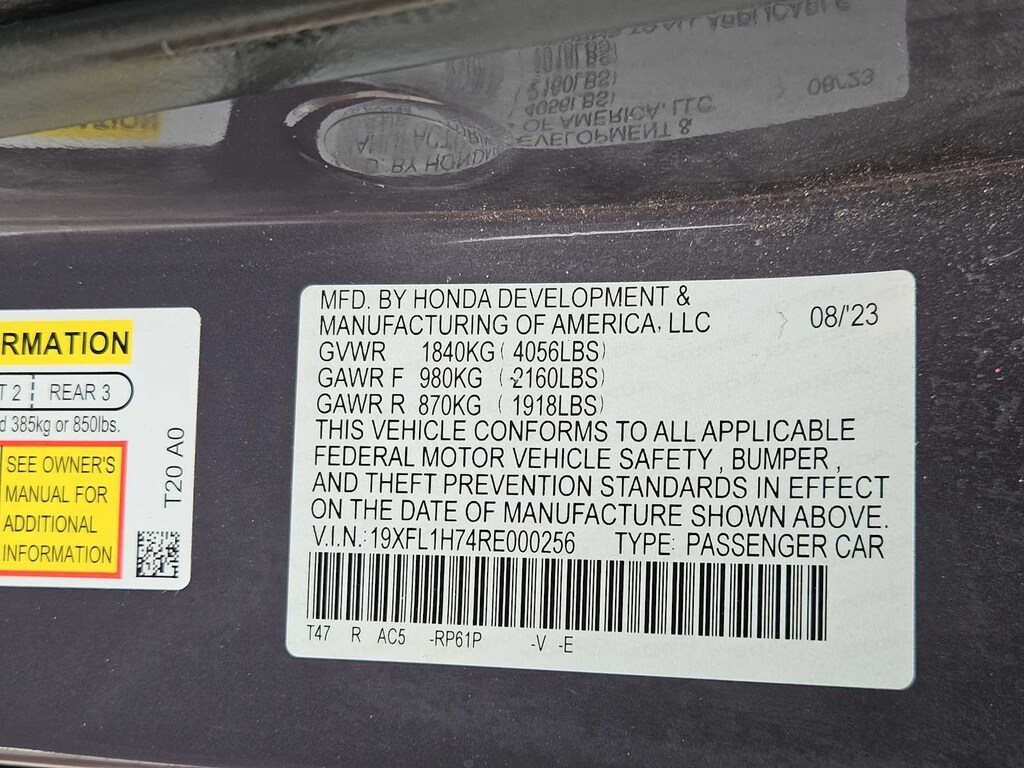 MFD. BY HONDA DEVELOPMENT &
MANUFACTURING OF AMERICA, LLC
08/'23
GVWR 1840KG ( 4056LBS)
GAWR F 980KG ( 2160LBS)
GAWR R 870KG ( 1918LBS)
THIS VEHICLE CONFORMS TO ALL APPLICABLE
FEDERAL MOTOR VEHICLE SAFETY , BUMPER ,
AND THEFT PREVENTION STANDARDS IN EFFECT
ON THE DATE OF MANUFACTURE SHOWN ABOVE.
V.I.N.: 19XFL1H74RE000256 TYPE: PASSENGER CAR
T47 R AC5 -RP61P -V -E
RMATION
T 2 REAR 3
d 385kg or 850lbs.
SEE OWNER'S
MANUAL FOR
ADDITIONAL
INFORMATION
T20 A0